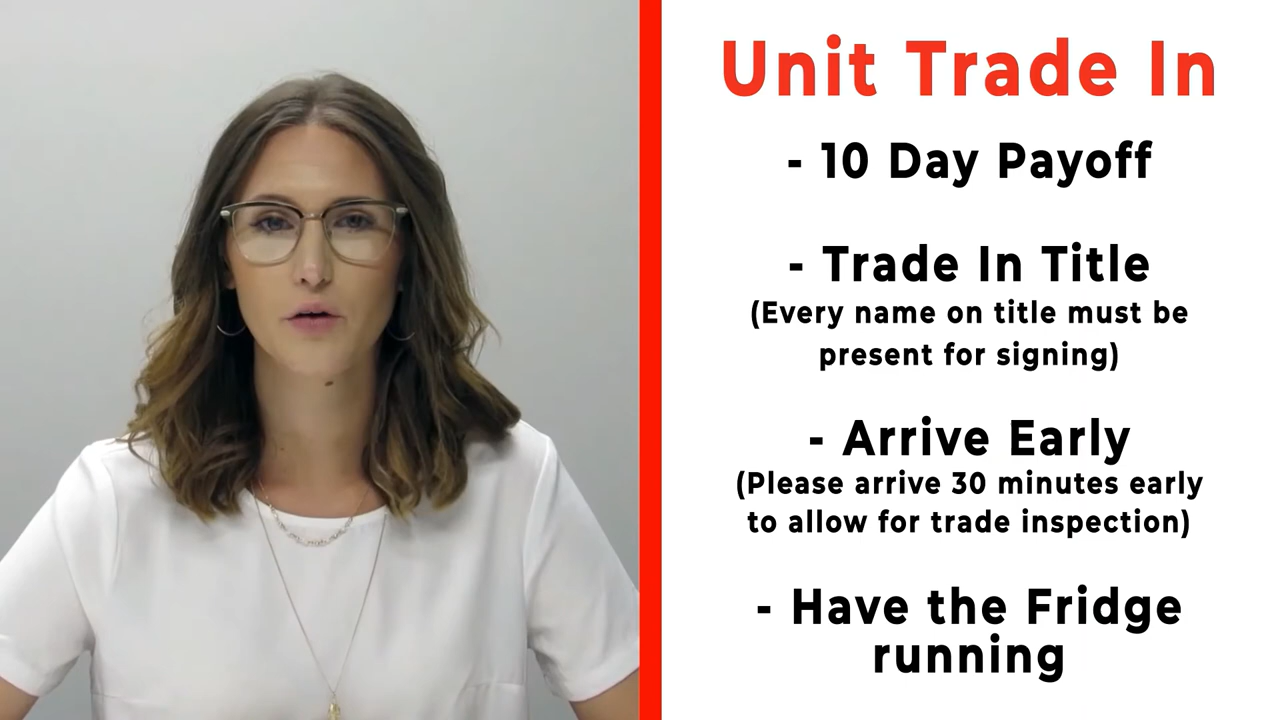 Unit Trade In
- 10 Day Payoff
- Trade In Title
(Every name on title must be
present for signing)
- Arrive Early
(Please arrive 30 minutes early
to allow for trade inspection)
- Have the Fridge
running